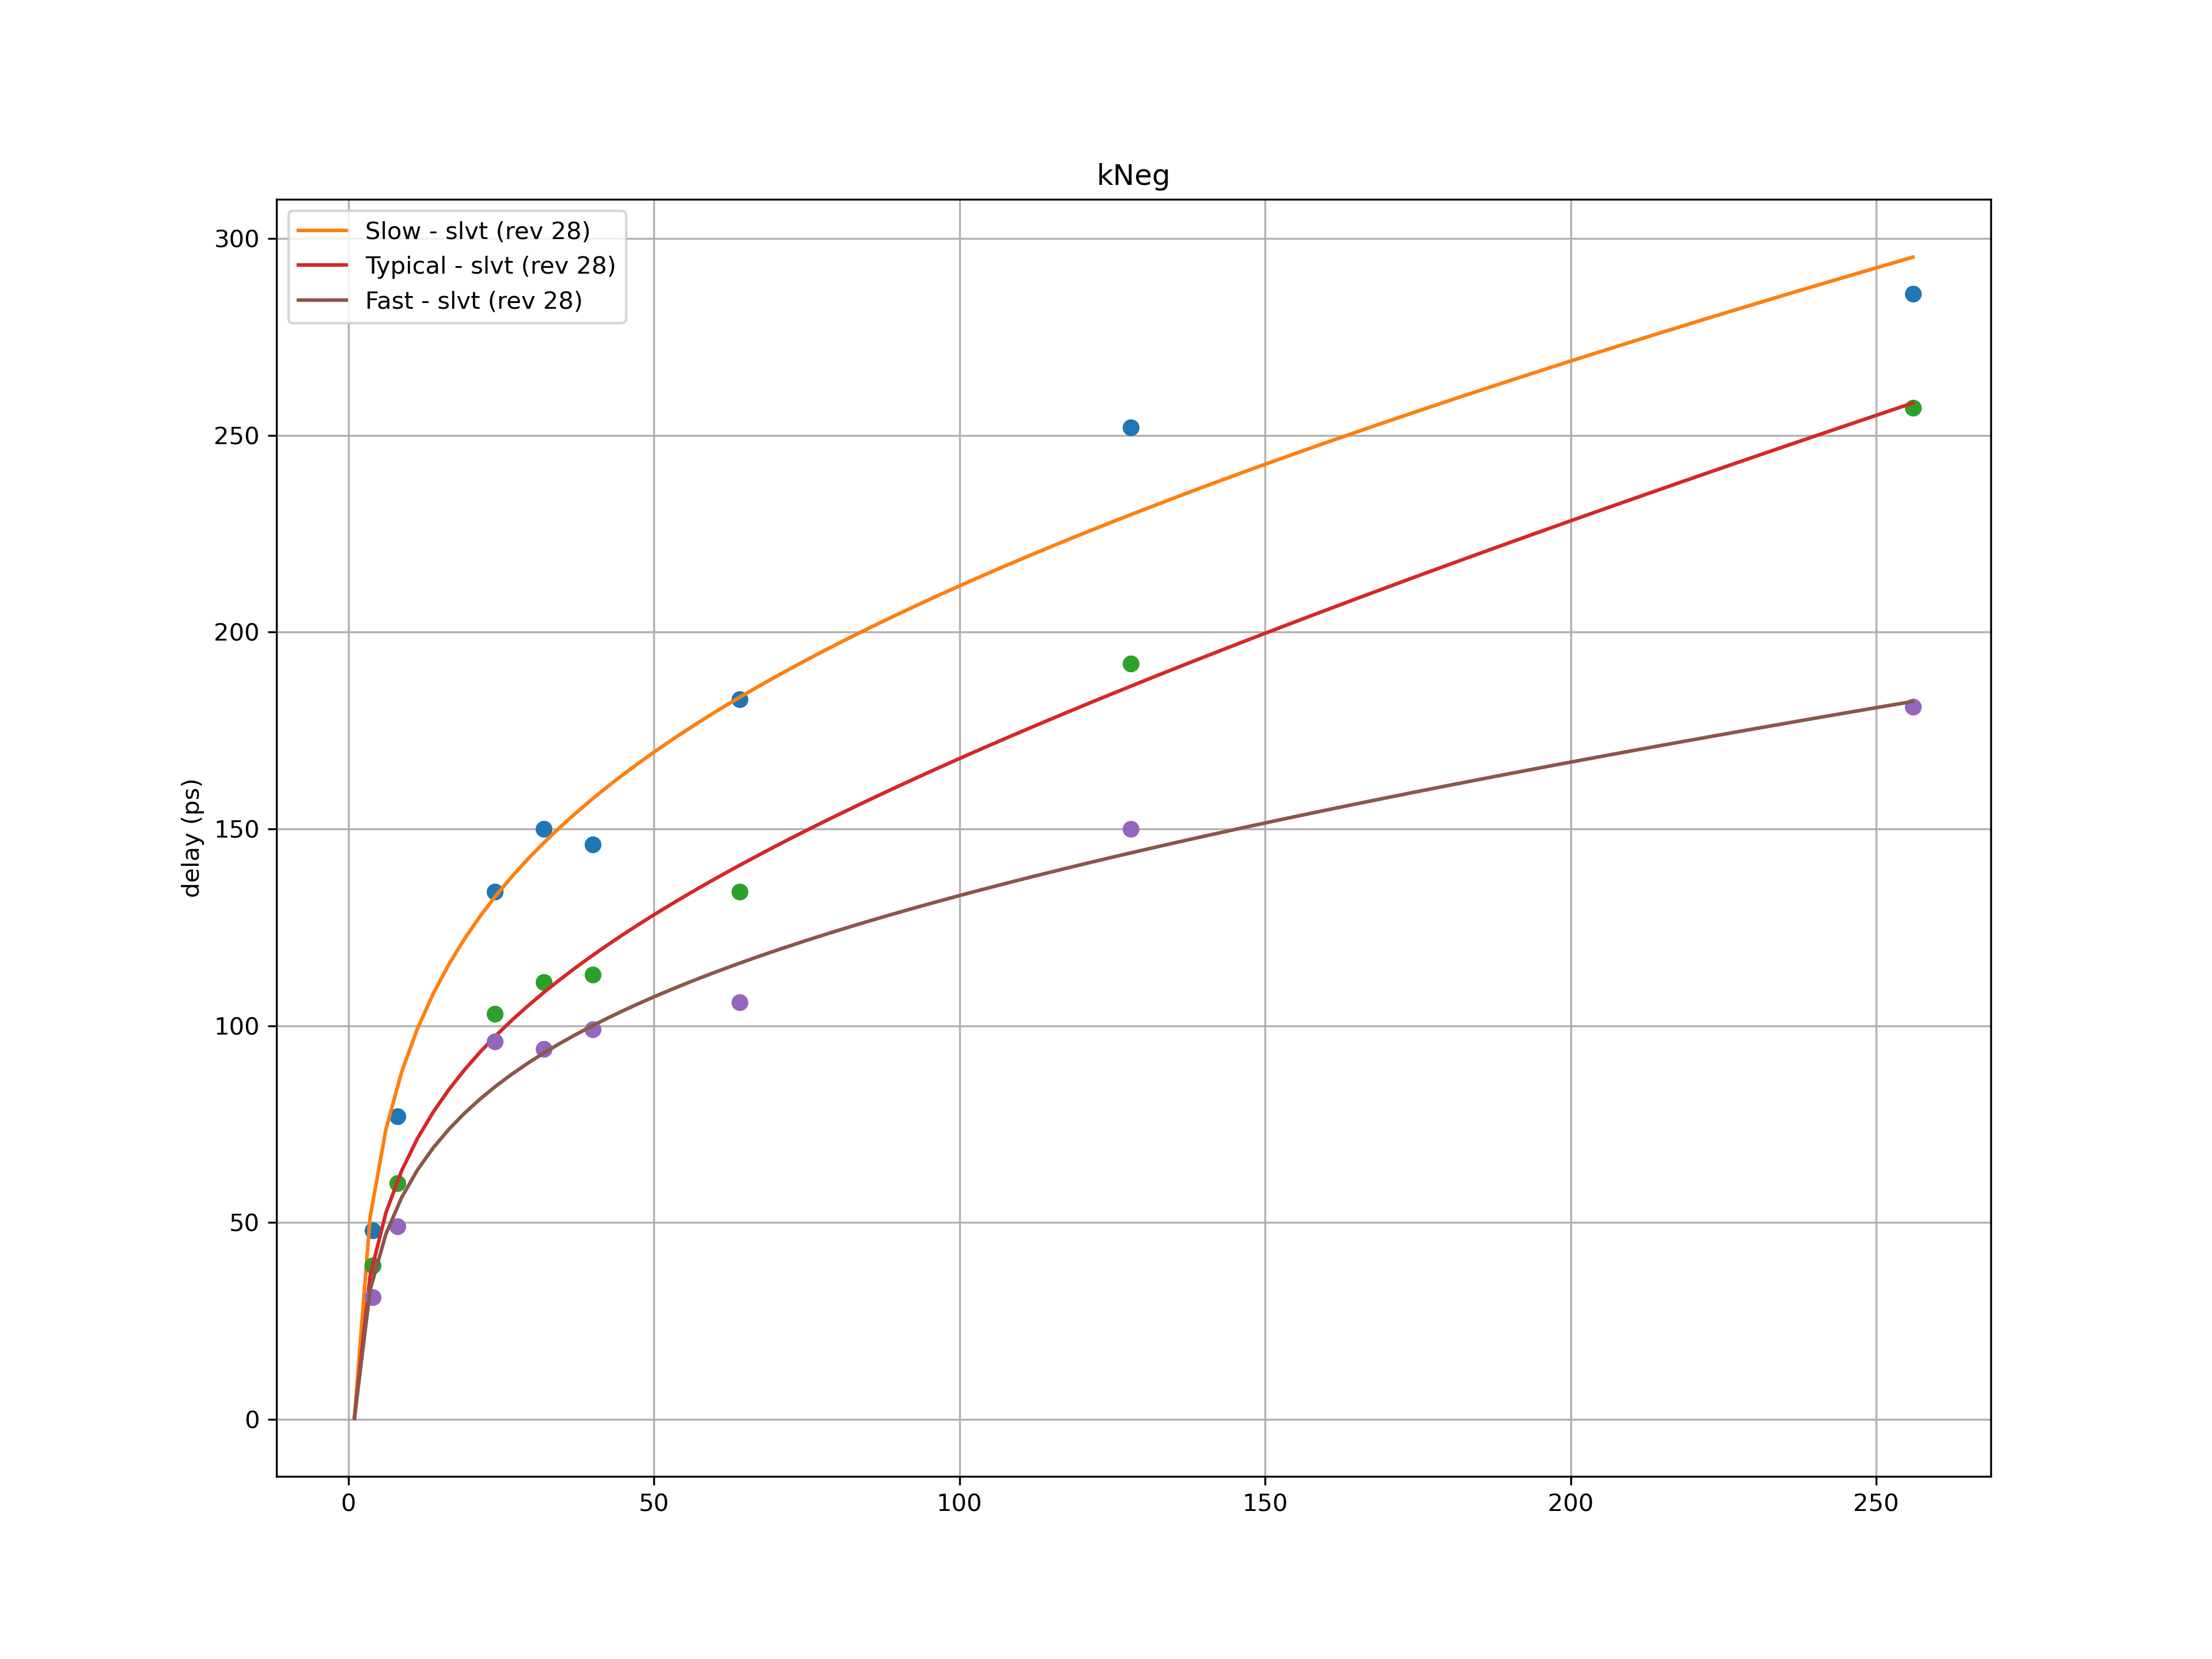 kNeg
Slow - slvt (rev 28)
Typical - slvt (rev 28)
Fast - slvt (rev 28)
300
250
200
150
100
50
0
delay (ps)
0 50 100 150 200 250